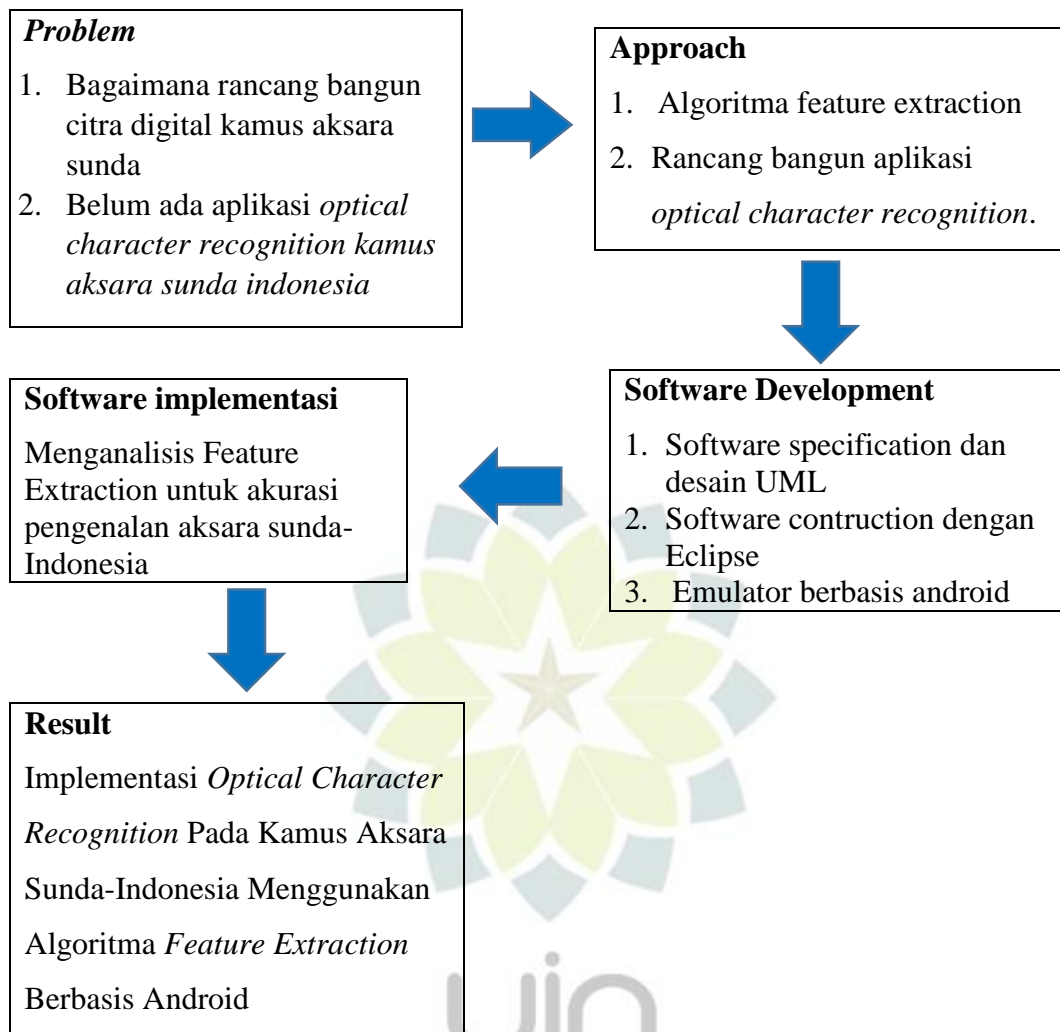 Problem
1. Bagaimana rancang bangun
citra digital kamus aksara
sunda
2. Belum ada aplikasi optical
character recognition kamus
aksara sunda indonesia
Approach
1. Algoritma feature extraction
2. Rancang bangun aplikasi
optical character recognition.
Software Development
1. Software specification dan
desain UML
2. Software contruction dengan
Eclipse
3. Emulator berbasis android
Software implementasi
Menganalisis Feature
Extraction untuk akurasi
pengenalan aksara sunda-
Indonesia
Result
Implementasi Optical Character
Recognition Pada Kamus Aksara
Sunda-Indonesia Menggunakan
Algoritma Feature Extraction
Berbasis Android
uin